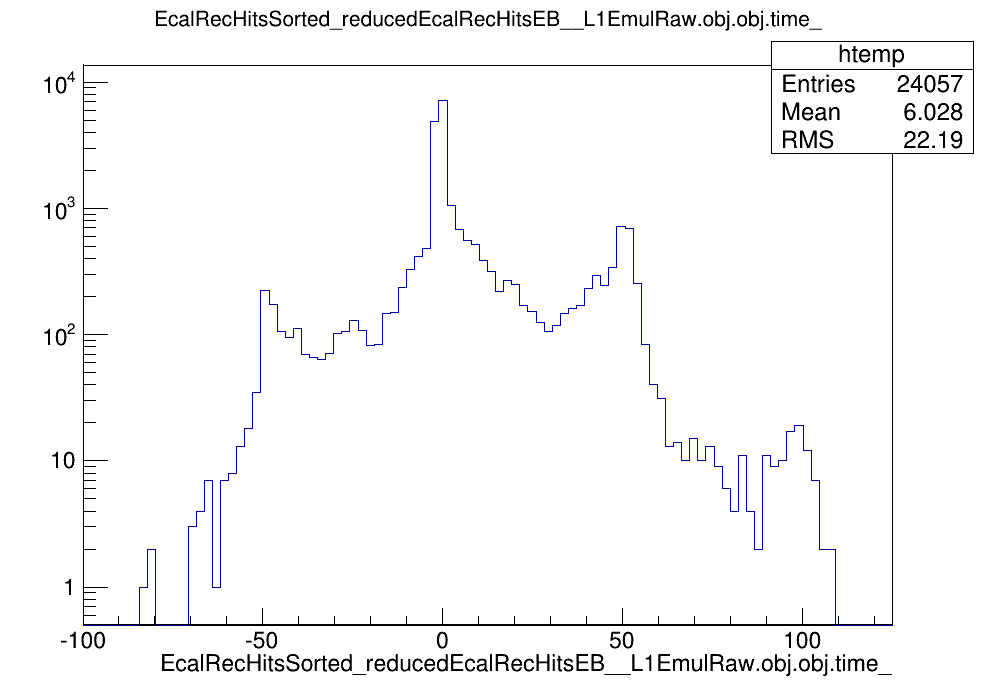 EcalRecHitsSorted_reducedEcalRecHitsEB__L1EmulRaw.obj.obj.time_
htemp
Entries 24057
Mean 6.028
RMS 22.19
10^4
10^3
10^2
10
1
-100 -50 0 50 100
EcalRecHitsSorted_reducedEcalRecHitsEB__L1EmulRaw.obj.obj.time_